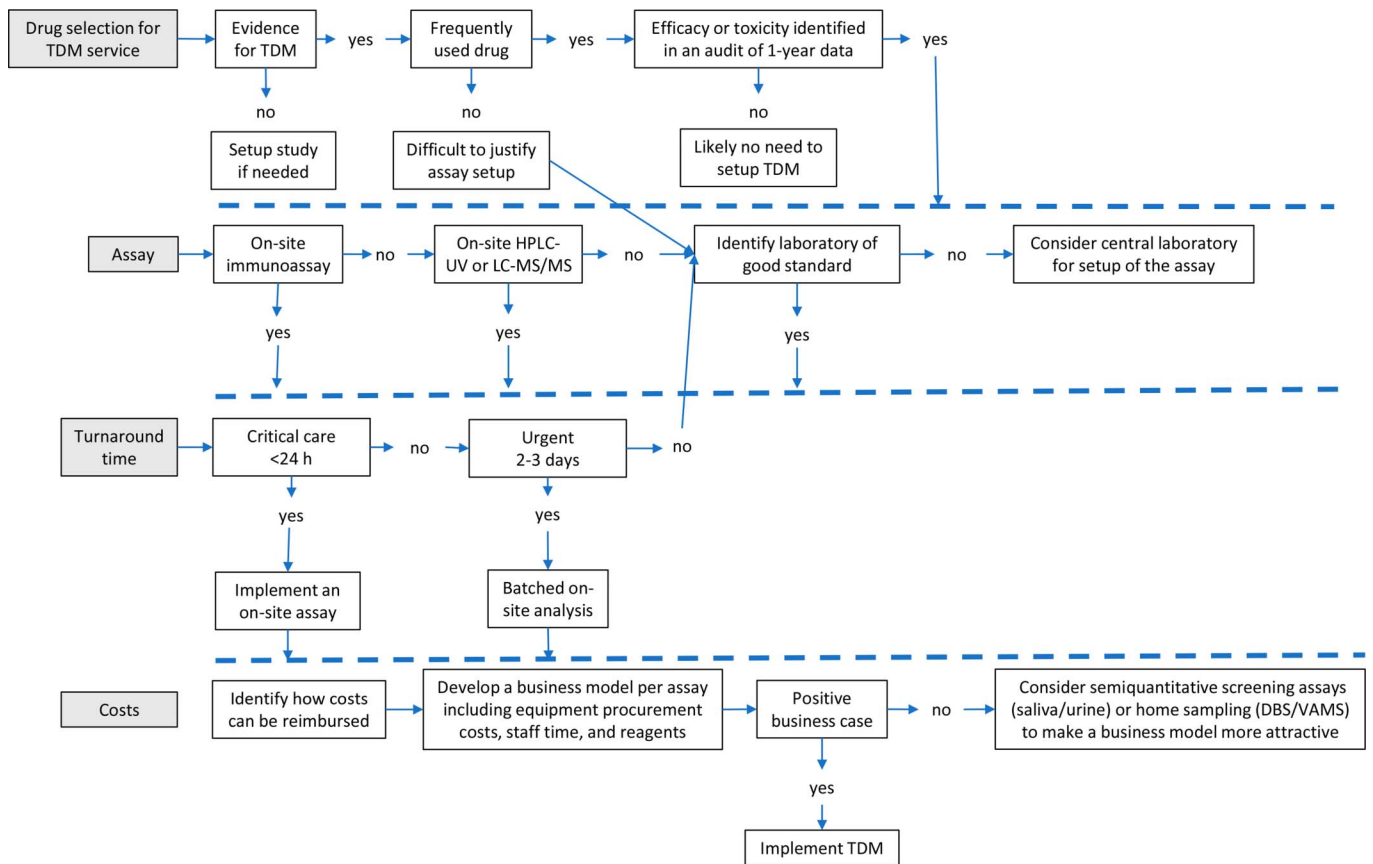 Drug selection for
TDM service
Evidence
for TDM
yes
Frequently
used drug
yes
Efficacy or toxicity identified
in an audit of 1-year data
yes
no
no
no
Setup study
if needed
Difficult to justify
assay setup
Likely no need to
setup TDM
Assay
On-site
immunoassay
no
On-site HPLC-
UV or LC-MS/MS
no
Identify laboratory of
good standard
no
Consider central laboratory
for setup of the assay
yes
yes
yes
Turnaround
time
Critical care
<24 h
no
Urgent
2-3 days
no
yes
yes
Implement an
on-site assay
Batched on-
site analysis
Costs
Identify how costs
can be reimbursed
Develop a business model per assay
including equipment procurement
costs, staff time, and reagents
Positive
business case
no
Consider semiquantitative screening assays
(saliva/urine) or home sampling (DBS/VAMS)
to make a business model more attractive
yes
Implement TDM